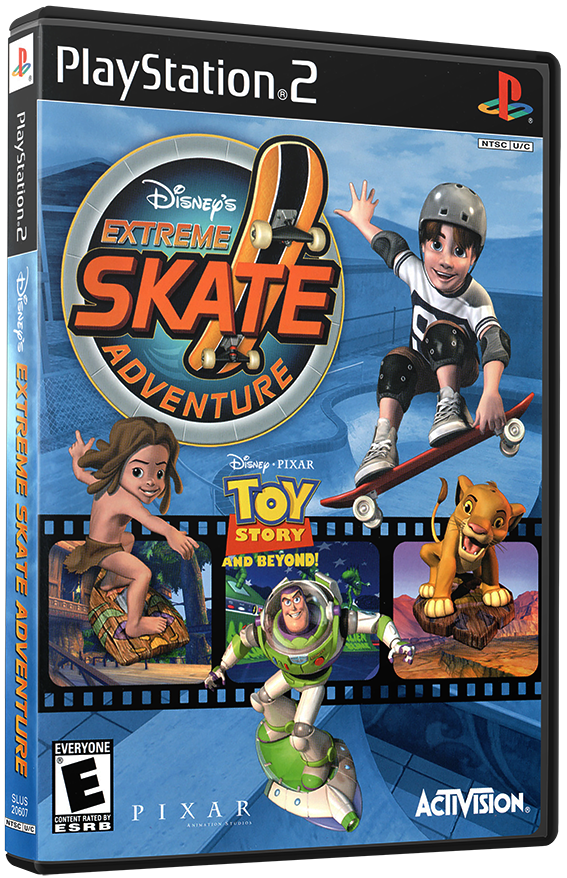 PlayStation®2
NTSC U/C
DISNEY'S
EXTREME
SKATE
ADVENTURE
DISNEY • PIXAR
TOY
STORY
AND BEYOND!
EVERYONE
E
CONTENT RATED BY
ESRB
PIXAR
ANIMATION STUDIOS
ACTIVISION®
PlayStation®2
DISNEY'S EXTREME SKATE ADVENTURE
SLUS
20607
NTSC U/C